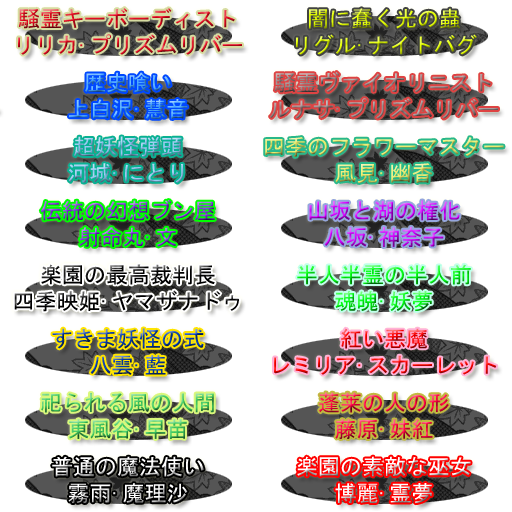 騒霊キーボーディスト
リリカ・プリズムリバー
闇に蠢く光の蟲
リグル・ナイトバグ
歴史喰い
上白沢・慧音
騒霊ヴァイオリニスト
ルナサ・プリズムリバー
超妖怪弾頭
河城・にとり
四季のフラワーマスター
風見・幽香
伝統の幻想ブン屋
射命丸・文
山坂と湖の権化
八坂・神奈子
楽園の最高裁判長
四季映姫・ヤマザナドゥ
半人半霊の半人前
魂魄・妖夢
すきま妖怪の式
八雲・藍
紅い悪魔
レミリア・スカーレット
祀られる風の人間
東風谷・早苗
蓬莱の人の形
藤原・妹紅
普通の魔法使い
霧雨・魔理沙
楽園の素敵な巫女
博麗・霊夢